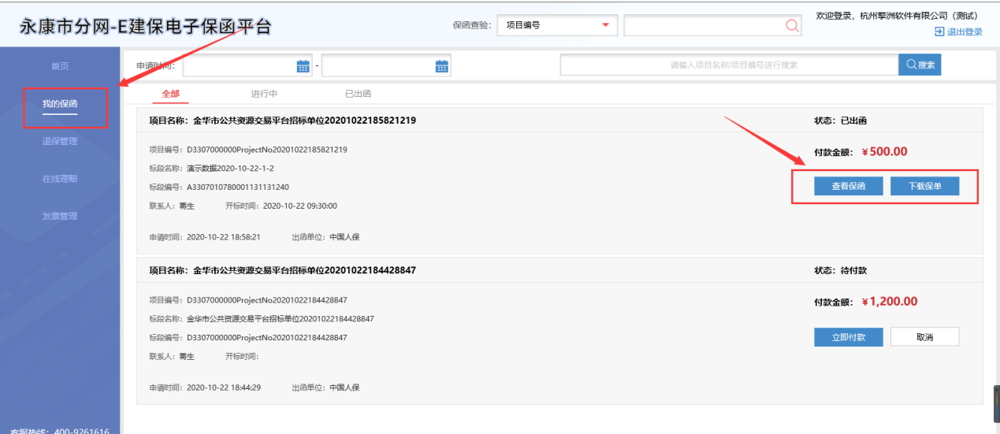 永康市分网-E建保电子保函平台
保函查验： 项目编号
欢迎登录，杭州擎洲软件有限公司（测试）
退出登录
首页
我的保函
退保管理
在线理赔
发票管理
客服热线：400-9261616
申请时间： - 请输入项目名称/项目编号进行搜索 搜索
全部 进行中 已出函
项目名称：金华市公共资源交易平台招标单位20201022185821219 状态：已出函
项目编号：D3307000000ProjectNo20201022185821219 付款金额：￥500.00
标段名称：演示数据2020-10-22-1-2
标段编号：A3307010780001131131240 查看保函 下载保单
联系人：蒋生 开标时间：2020-10-22 09:30:00
申请时间：2020-10-22 18:58:21 出函单位：中国人保
项目名称：金华市公共资源交易平台招标单位20201022184428847 状态：待付款
项目编号：D3307000000ProjectNo20201022184428847 付款金额：￥1,200.00
标段名称：金华市公共资源交易平台招标单位20201022184428847
标段编号：D3307000000ProjectNo20201022184428847 立即付款 取消
联系人：蒋生 开标时间：
申请时间：2020-10-22 18:44:29 出函单位：中国人保